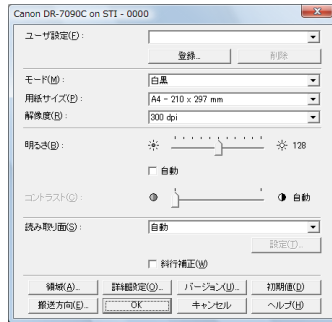 Canon DR-7090C on STI - 0000
ユーザ設定(F):
登録... 削除
モード(M): 白黒
用紙サイズ(P): A4 - 210 x 297 mm
解像度(R): 300 dpi
明るさ(B): 128
自動
コントラスト(C): 自動
読み取り面(S): 自動
設定(T)...
斜行補正(W)
領域(A)... 詳細設定(O)... バージョン(U)... 初期値(D)
搬送方向(E)... OK キャンセル ヘルプ(H)